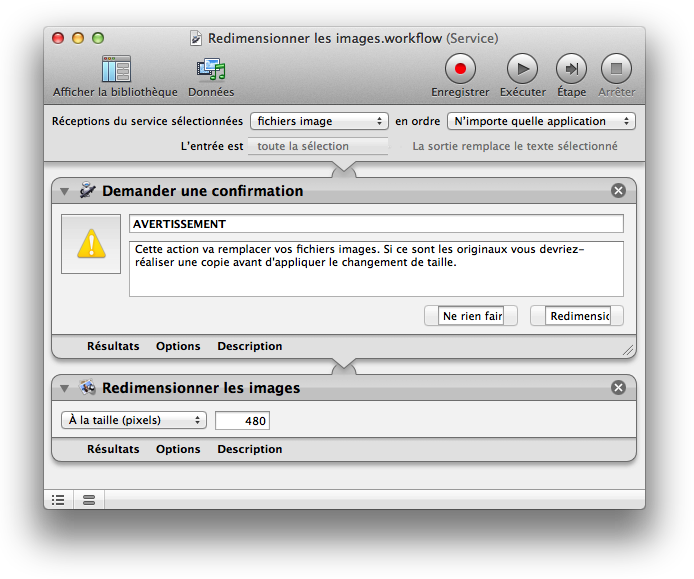 Redimensionner les images.workflow (Service)
Afficher la bibliothèque Données Enregistrer Exécuter Étape Arrêter
Réceptions du service sélectionnées fichiers image en ordre N'importe quelle application
L'entrée est toute la sélection La sortie remplace le texte sélectionné
Demander une confirmation
AVERTISSEMENT
Cette action va remplacer vos fichiers images. Si ce sont les originaux vous devriez-
réaliser une copie avant d'appliquer le changement de taille.
Ne rien fair Redimensio
Résultats Options Description
Redimensionner les images
À la taille (pixels) 480
Résultats Options Description